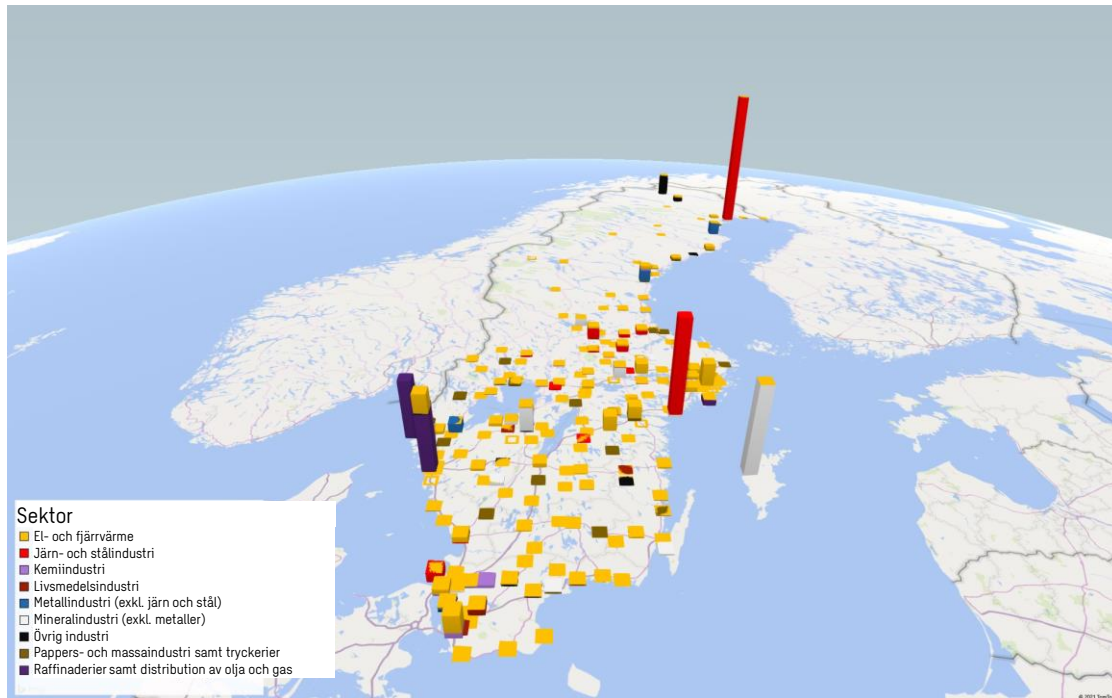 Sektor
El- och fjärrvärme
Järn- och stålindustri
Kemiindustri
Livsmedelsindustri
Metallindustri (exkl. järn och stål)
Mineralindustri (exkl. metaller)
Övrig industri
Pappers- och massaindustri samt tryckerier
Raffinaderier samt distribution av olja och gas